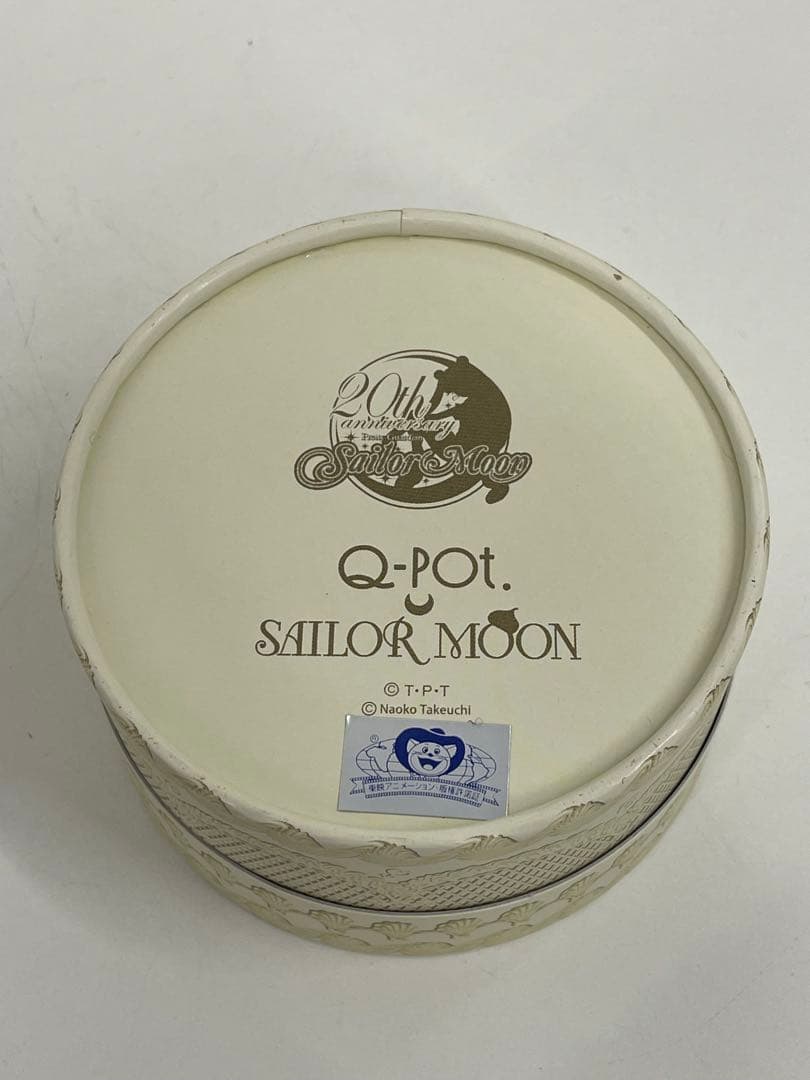 20th
anniversary
Pretty Guardian
Sailor Moon
Q-pot.
SAILOR MOON
© T・P・T
© Naoko Takeuchi
東映アニメーション・版権許諾証